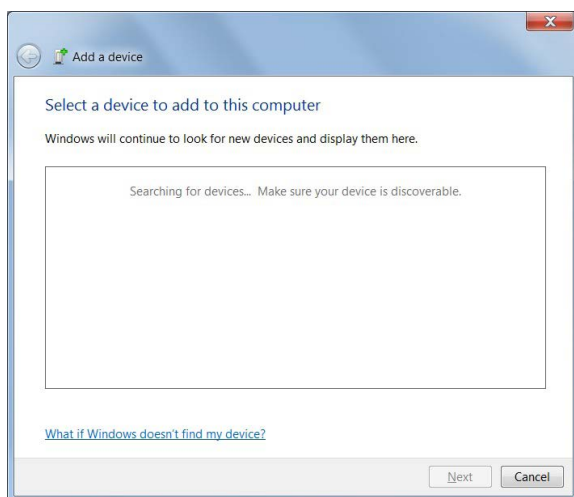 Add a device
Select a device to add to this computer
Windows will continue to look for new devices and display them here.
Searching for devices... Make sure your device is discoverable.
What if Windows doesn't find my device?
Next Cancel